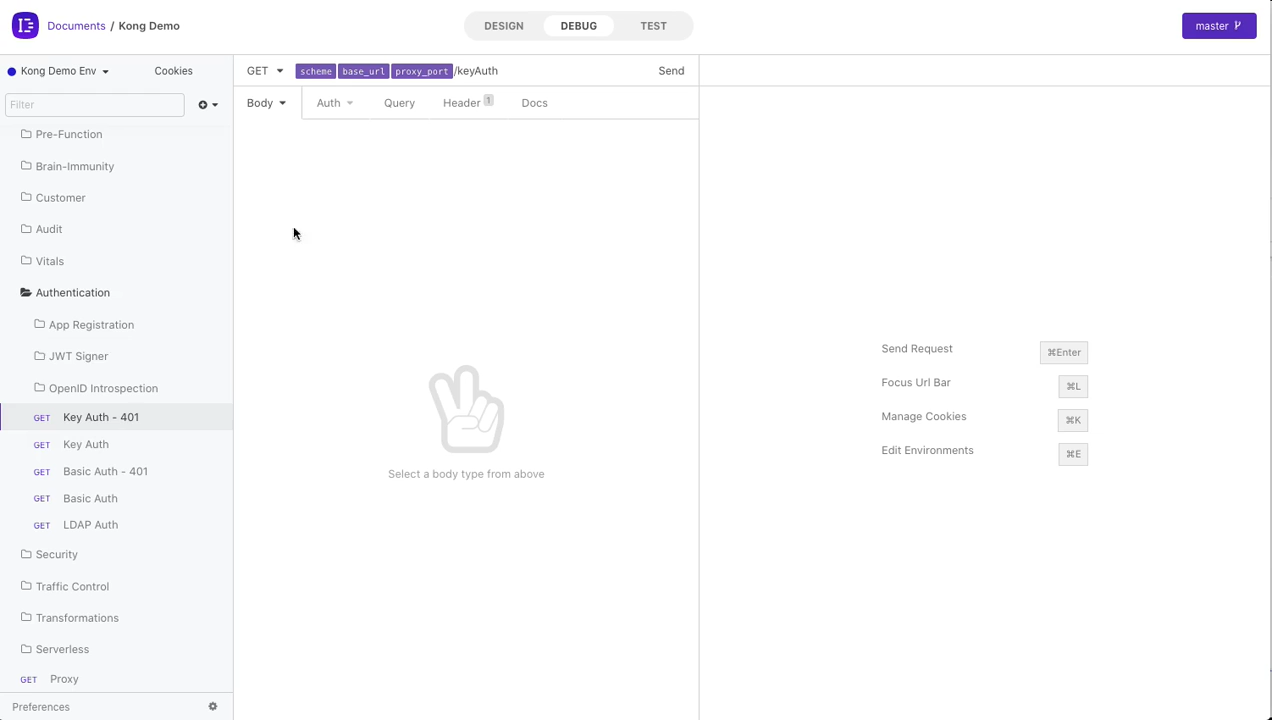 Documents / Kong Demo
DESIGN DEBUG TEST
master
Kong Demo Env Cookies
GET scheme base_url proxy_port /keyAuth Send
Filter
Body Auth Query Header 1 Docs
Pre-Function
Brain-Immunity
Customer
Audit
Vitals
Authentication
App Registration
JWT Signer
OpenID Introspection
GET Key Auth - 401
GET Key Auth
GET Basic Auth - 401
GET Basic Auth
GET LDAP Auth
Security
Traffic Control
Transformations
Serverless
GET Proxy
Preferences
Select a body type from above
Send Request ⌘Enter
Focus Url Bar ⌘L
Manage Cookies ⌘K
Edit Environments ⌘E